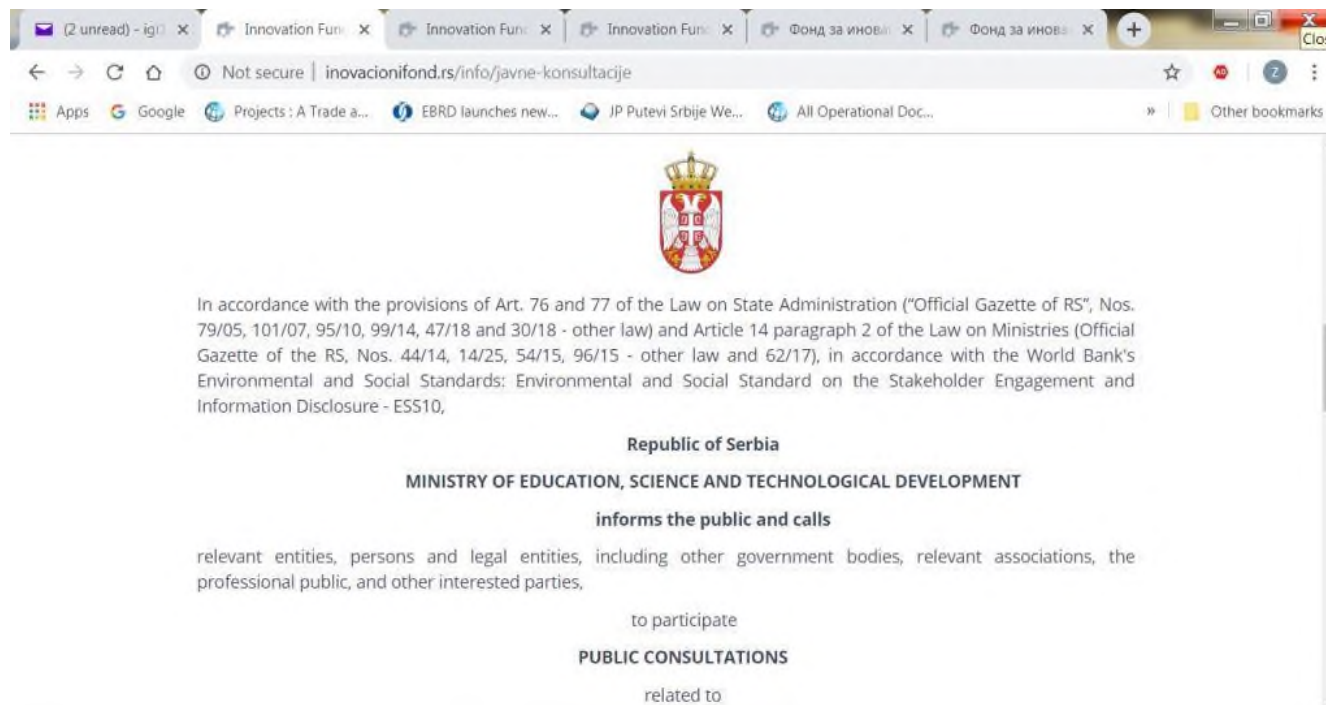 (2 unread) - igi
Innovation Fun
Innovation Fun
Innovation Fun
Фонд за инова
Фонд за инова
Clo
Not secure | inovacionifond.rs/info/javne-konsultacije
Z
Apps Google Projects : A Trade a... EBRD launches new... JP Putevi Srbije We... All Operational Doc... » Other bookmarks
In accordance with the provisions of Art. 76 and 77 of the Law on State Administration (“Official Gazette of RS”, Nos.
79/05, 101/07, 95/10, 99/14, 47/18 and 30/18 - other law) and Article 14 paragraph 2 of the Law on Ministries (Official
Gazette of the RS, Nos. 44/14, 14/25, 54/15, 96/15 - other law and 62/17), in accordance with the World Bank's
Environmental and Social Standards: Environmental and Social Standard on the Stakeholder Engagement and
Information Disclosure - ESS10,
Republic of Serbia
MINISTRY OF EDUCATION, SCIENCE AND TECHNOLOGICAL DEVELOPMENT
informs the public and calls
relevant entities, persons and legal entities, including other government bodies, relevant associations, the
professional public, and other interested parties,
to participate
PUBLIC CONSULTATIONS
related to